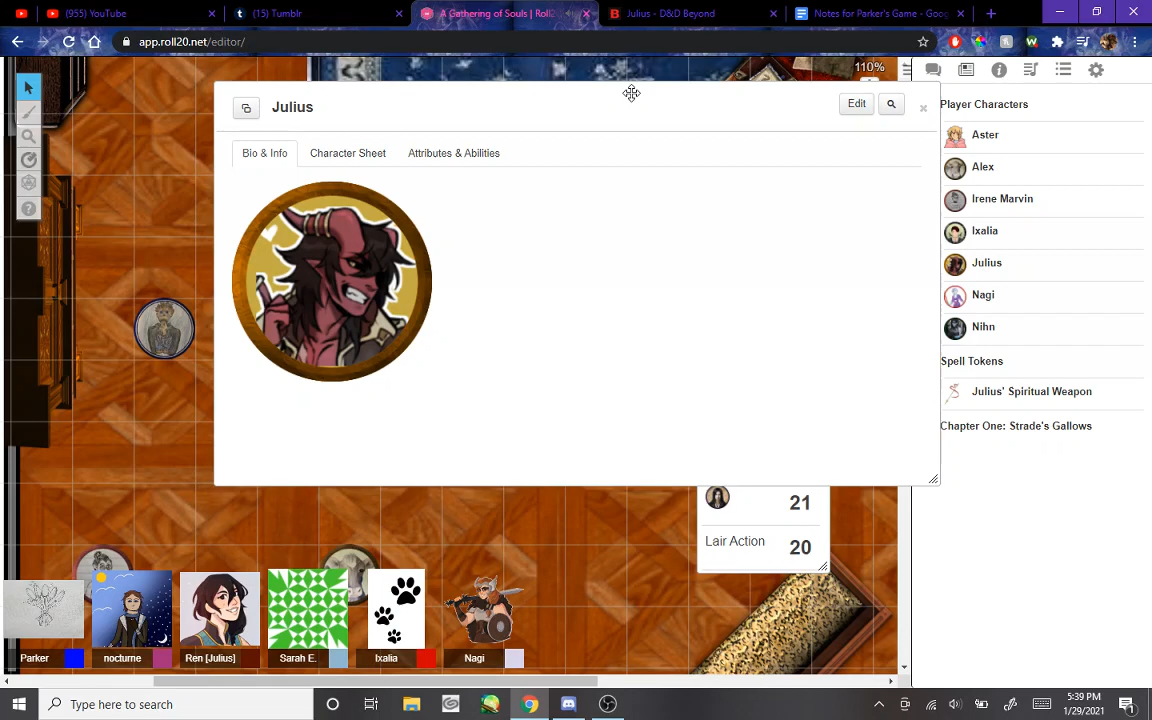 (955) YouTube
(15) Tumblr
A Gathering of Souls | Roll2
Julius - D&D Beyond
Notes for Parker's Game - Goog
app.roll20.net/editor/
110%
Julius
Edit
Bio & Info
Character Sheet
Attributes & Abilities
Player Characters
Aster
Alex
Irene Marvin
Ixalia
Julius
Nagi
Nihn
Spell Tokens
Julius' Spiritual Weapon
Chapter One: Strade's Gallows
21
Lair Action
20
Parker
nocturne
Ren [Julius]
Sarah E.
Ixalia
Nagi
Type here to search
5:39 PM
1/29/2021
1